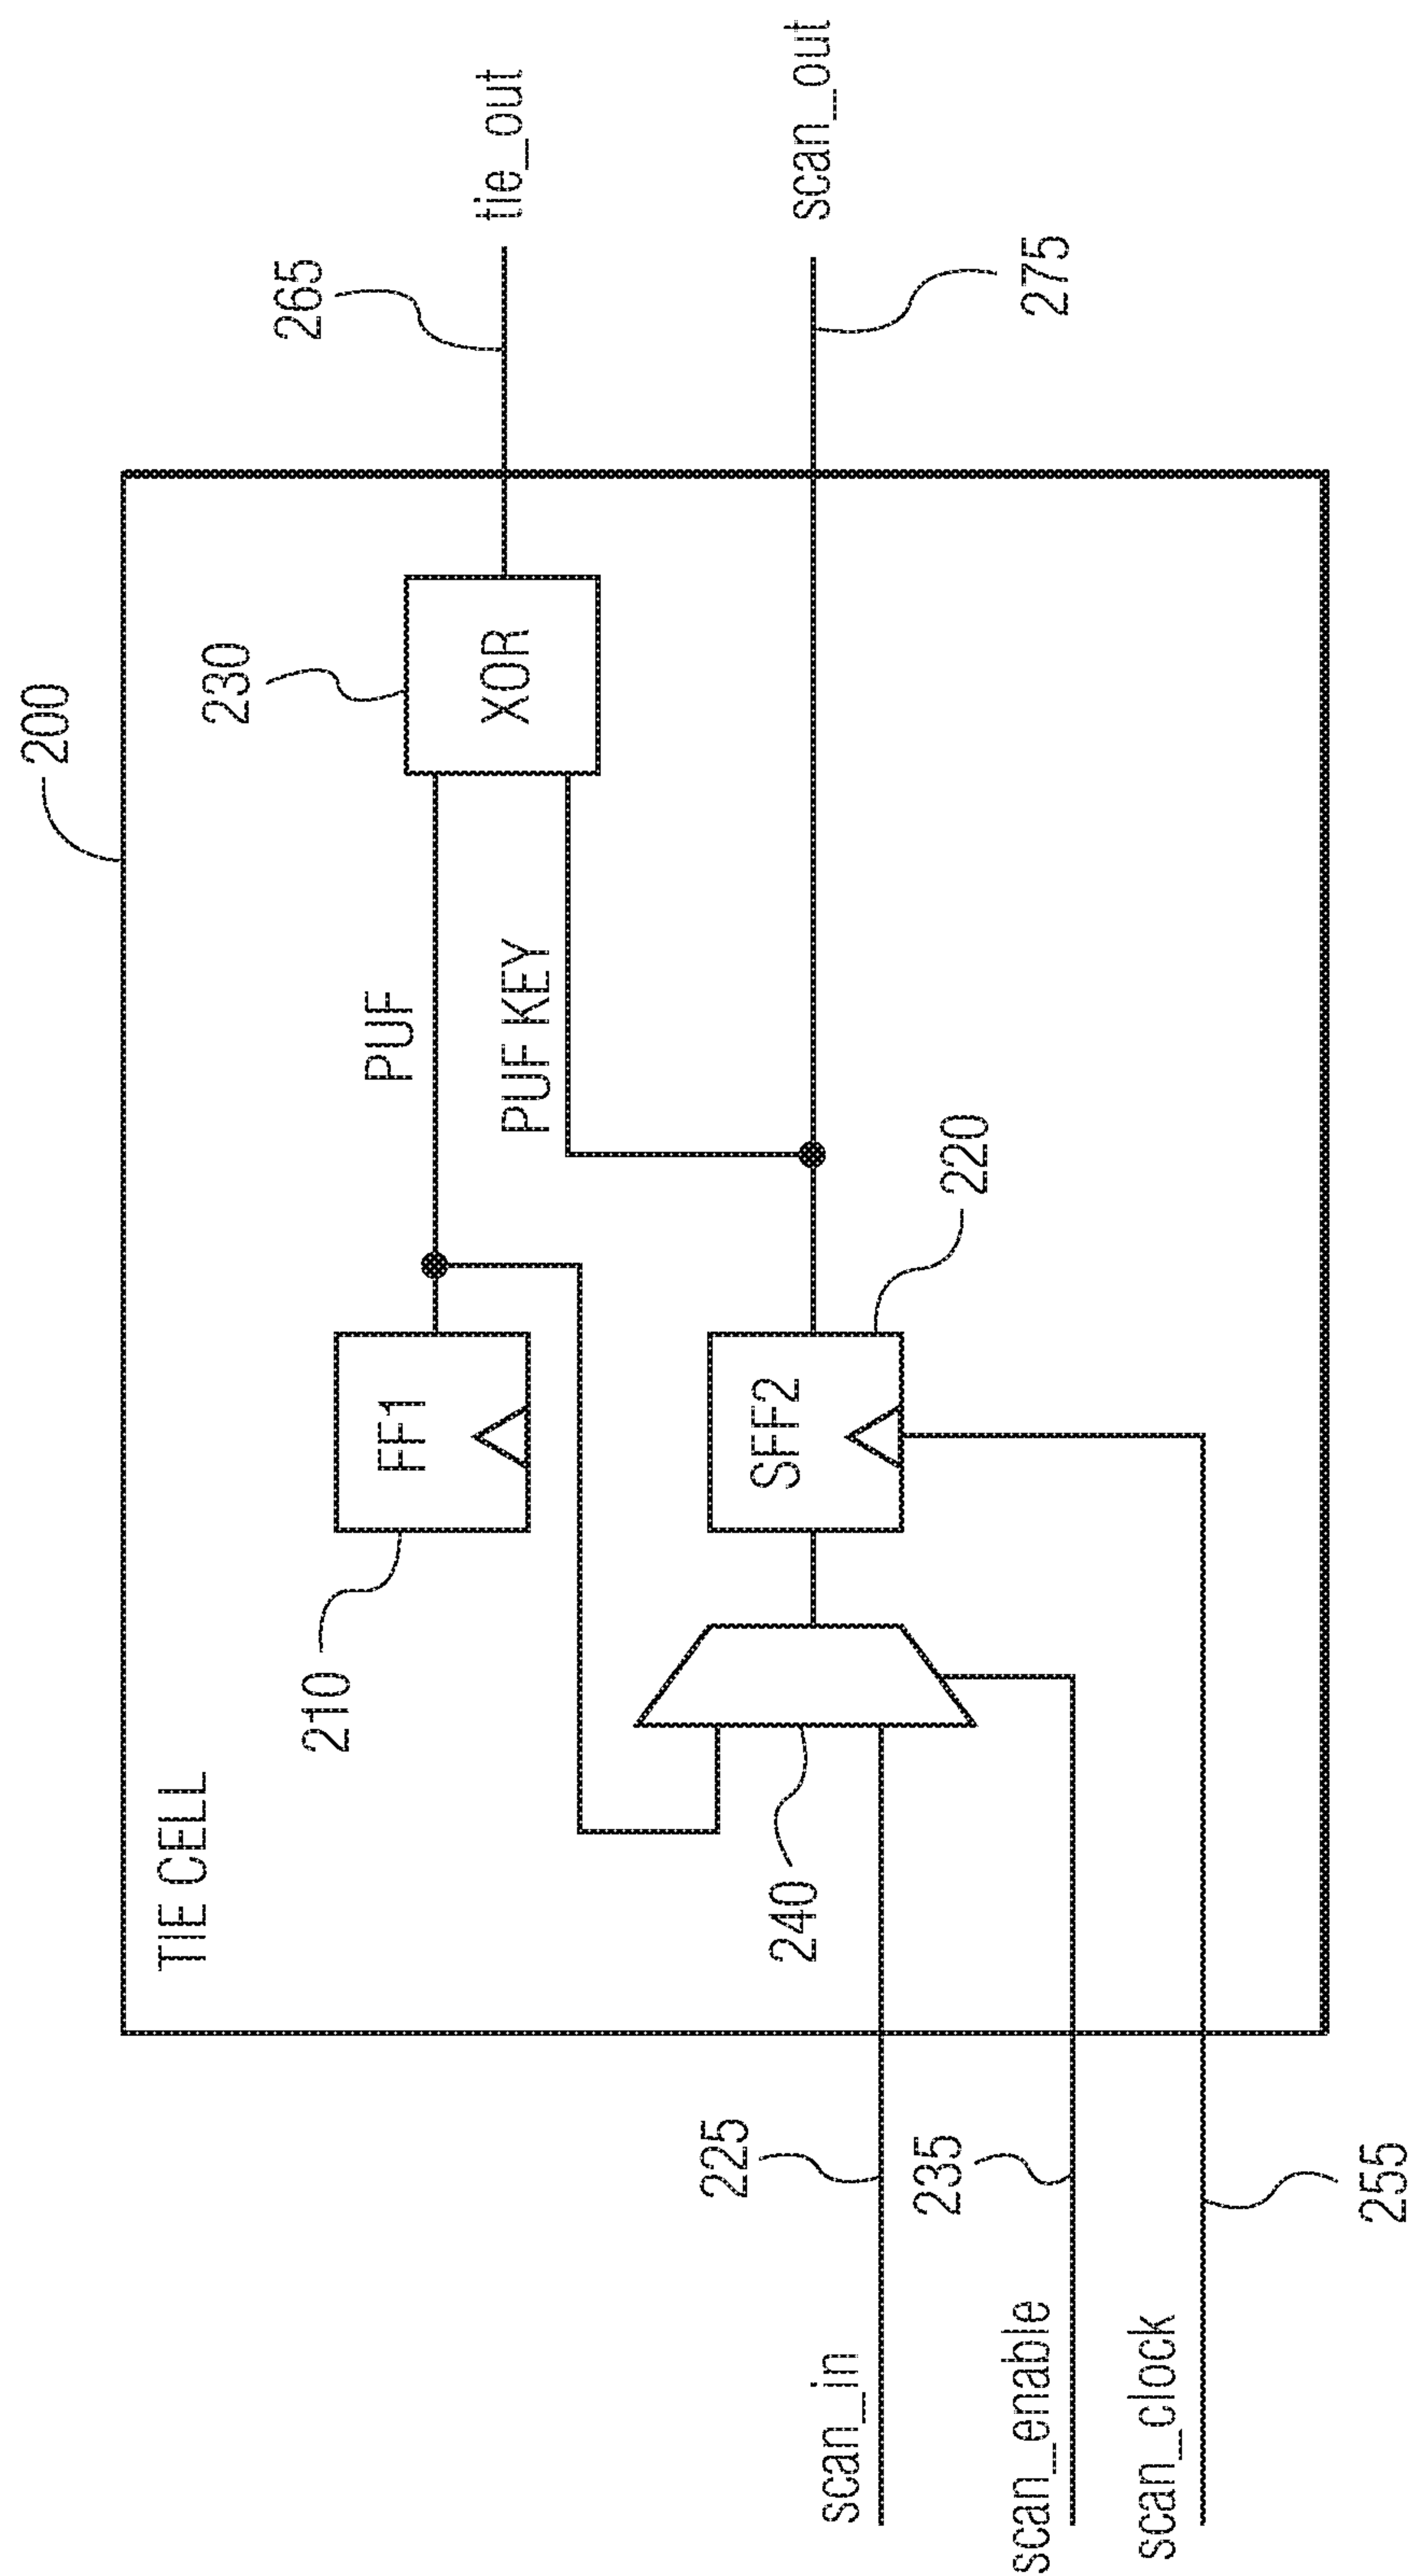 200
TIE CELL
265
tie_out
230
XOR
210
FF1
PUF
PUF KEY
scan_out
275
240
SFF2
220
scan_in
225
scan_enable
235
scan_clock
255